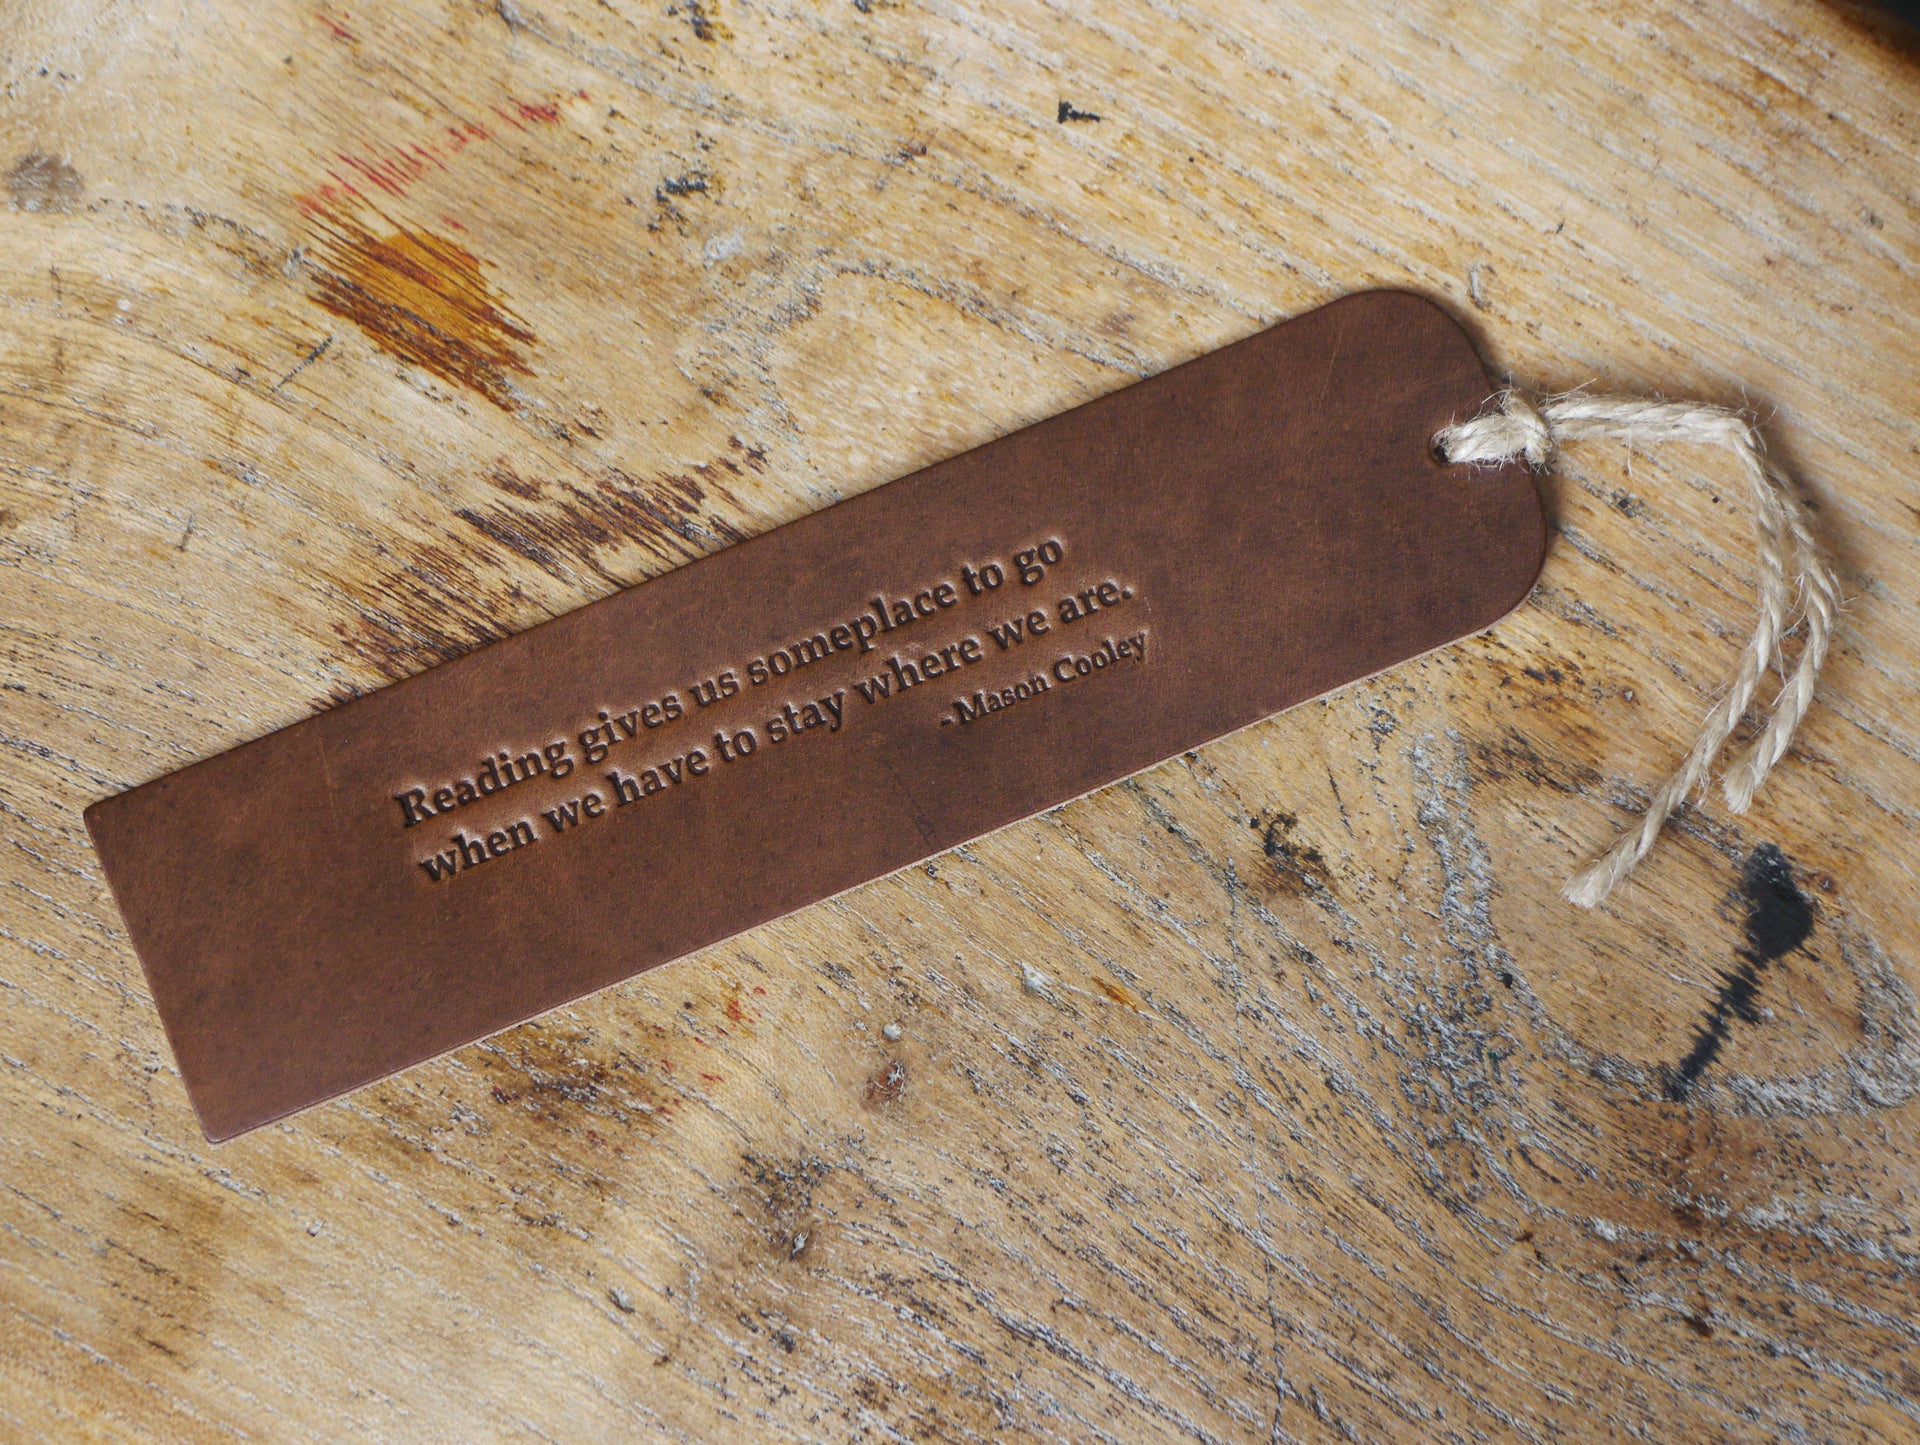 Reading gives us someplace to go
when we have to stay where we are.
- Mason Cooley